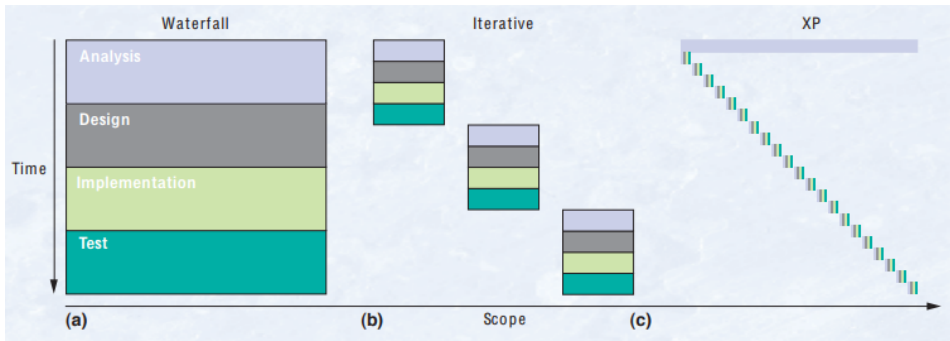 Waterfall
Iterative
XP
Analysis
Design
Time
Implementation
Test
(a)
(b)
Scope
(c)